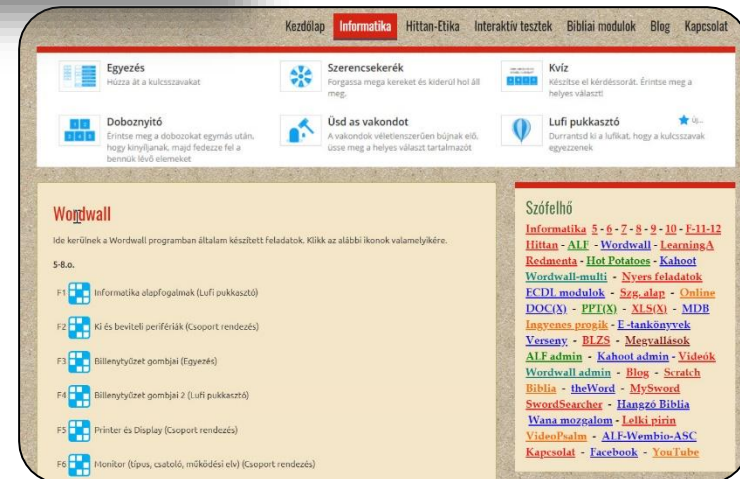 Kezdőlap Informatika Hittan-Etika Interaktív tesztek Bibliai modulok Blog Kapcsolat
Egyezés
Húzza át a kulcsszavakat
Szerencsekerék
Forgassa mega kereket és kiderül hol áll
meg.
Kvíz
Készítse el kérdéssorát. Érintse meg a
helyes választ!
Doboznyitó
Érintse meg a dobozokat egymás után,
hogy kinyíljanak, majd fedezze fel a
bennük lévő elemeket
Üsd as vakondot
A vakondok véletlenszerűen bújnak elő,
üsse meg a helyes választ tartalmazót
Lufi pukkasztó
új...
Durrantsd ki a lufikat, hogy a kulcsszavak
egyezzenek
Wordwall
Ide kerülnek a Wordwall programban általam készített feladatok. Klikk az alábbi ikonok valamelyikére.
5-8.o.
F1 Informatika alapfogalmak (Lufi pukkasztó)
F2 Ki és beviteli perifériák (Csoport rendezés)
F3 Billenytyűzet gombjai (Egyezés)
F4 Billenytyűzet gombjai 2 (Lufi pukkasztó)
F5 Printer és Display (Csoport rendezés)
F6 Monitor (típus, csatoló, működési elv) (Csoport rendezés)
Szófelhő
Informatika 5 - 6 - 7 - 8 - 9 - 10 - F-11-12
Hittan - ALF - Wordwall - LearningA
Redmenta - Hot Potatoes - Kahoot
Wordwall-multi - Nyers feladatok
ECDL modulok - Szg. alap - Online
DOC(X) - PPT(X) - XLS(X) - MDB
Ingyenes progik - E -tankönyvek
Verseny - BLZS - Megvallások
ALF admin - Kahoot admin - Videók
Wordwall admin - Blog - Scratch
Biblia - theWord - MySword
SwordSearcher - Hangzó Biblia
Wana mozgalom - Lelki pirin
VideoPsalm - ALF-Wembio-ASC
Kapcsolat - Facebook - YouTube